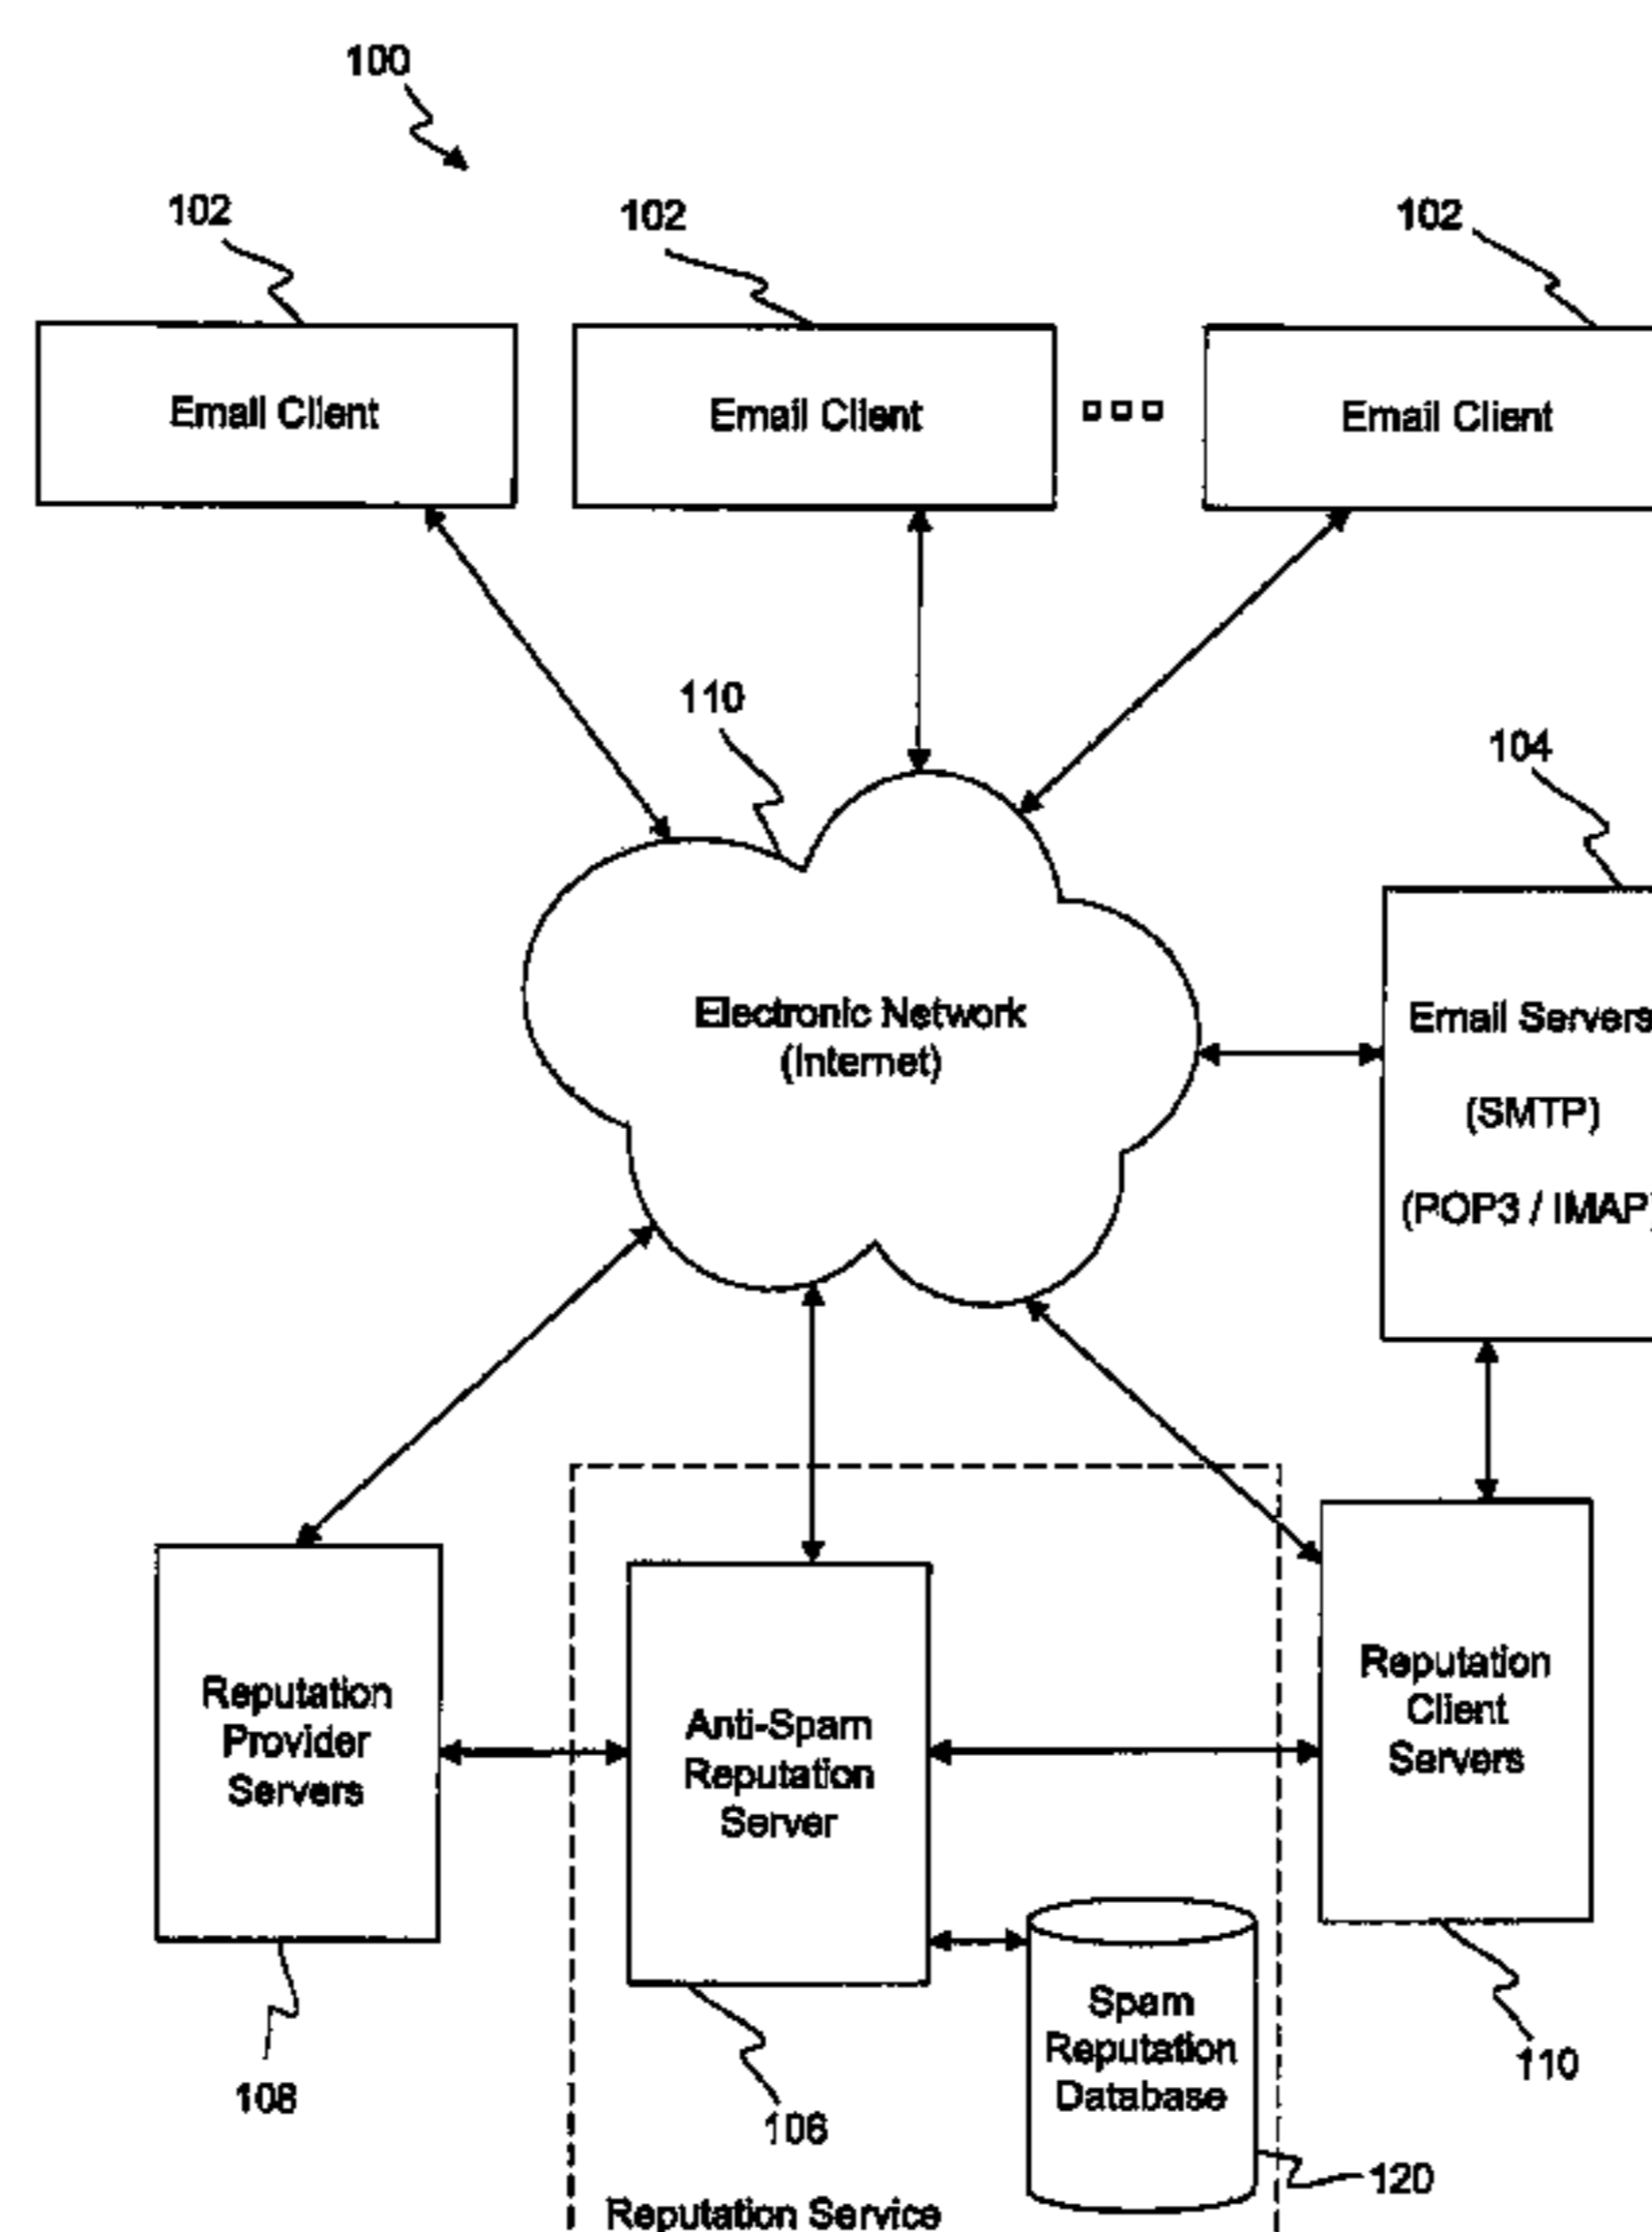 100
102
102
102
Email Client
Email Client
Email Client
110
104
Electronic Network
(Internet)
Email Servers
(SMTP)
(POP3 / IMAP)
Reputation
Provider
Servers
Anti-Spam
Reputation
Server
Reputation
Client
Servers
Spam
Reputation
Database
108
106
110
120
Reputation Service